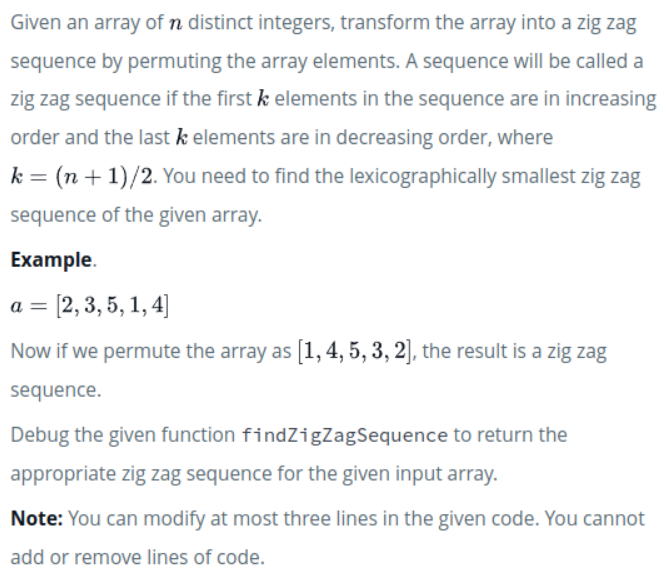 Given an array of n distinct integers, transform the array into a zig zag
sequence by permuting the array elements. A sequence will be called a
zig zag sequence if the first k elements in the sequence are in increasing
order and the last k elements are in decreasing order, where
k = (n + 1)/2. You need to find the lexicographically smallest zig zag
sequence of the given array.
Example.
a = [2, 3, 5, 1, 4]
Now if we permute the array as [1, 4, 5, 3, 2], the result is a zig zag
sequence.
Debug the given function findZigZagSequence to return the
appropriate zig zag sequence for the given input array.
Note: You can modify at most three lines in the given code. You cannot
add or remove lines of code.